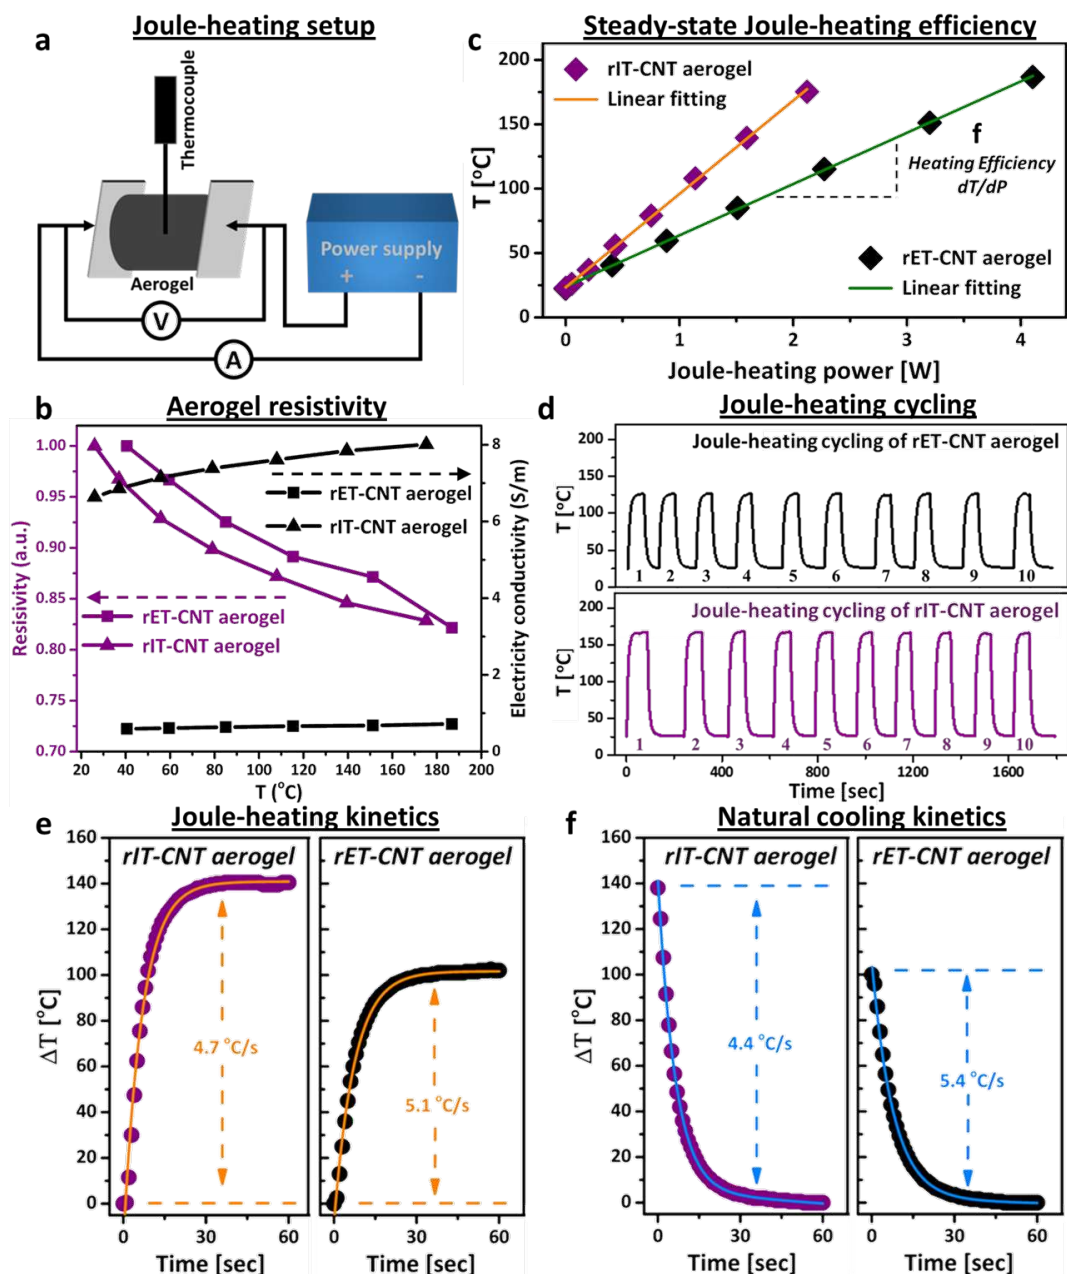 a
Joule-heating setup
Thermocouple
Aerogel
Power supply
+ -
V
A
c
Steady-state Joule-heating efficiency
rIT-CNT aerogel
Linear fitting
f
Heating Efficiency
dT/dP
rET-CNT aerogel
Linear fitting
T [°C]
200
150
100
50
0
0 1 2 3 4
Joule-heating power [W]
b
Aerogel resistivity
Resisivity (a.u.)
1.00
0.95
0.90
0.85
0.80
0.75
0.70
rET-CNT aerogel
rIT-CNT aerogel
rET-CNT aerogel
rIT-CNT aerogel
8
6
4
2
0
Electricity conductivity (S/m)
20 40 60 80 100 120 140 160 180 200
T (°C)
d
Joule-heating cycling
Joule-heating cycling of rET-CNT aerogel
T [°C]
200
150
100
50
0
1 2 3 4 5 6 7 8 9 10
Joule-heating cycling of rIT-CNT aerogel
T [°C]
200
150
100
50
0
1 2 3 4 5 6 7 8 9 10
0 400 800 1200 1600
Time [sec]
e
Joule-heating kinetics
rIT-CNT aerogel rET-CNT aerogel
ΔT [°C]
160
140
120
100
80
60
40
20
0
4.7 °C/s
5.1 °C/s
0 30 60 0 30 60
Time [sec] Time [sec]
f
Natural cooling kinetics
rIT-CNT aerogel rET-CNT aerogel
ΔT [°C]
160
140
120
100
80
60
40
20
0
4.4 °C/s
5.4 °C/s
0 30 60 0 30 60
Time [sec] Time [sec]